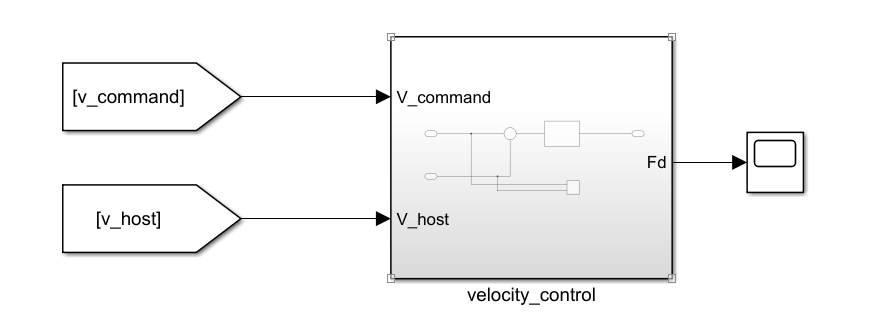 [v_command]
V_command
Fd
[v_host]
V_host
velocity_control